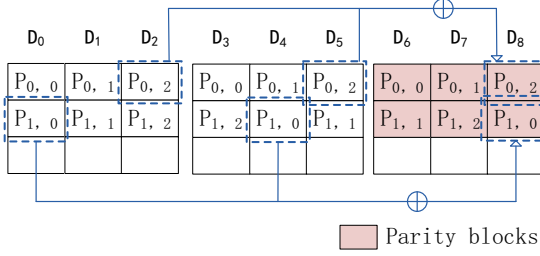 D0 D1 D2 D3 D4 D5 D6 D7 D8
P0, 0 P0, 1 P0, 2 P0, 0 P0, 1 P0, 2 P0, 0 P0, 1 P0, 2
P1, 0 P1, 1 P1, 2 P1, 2 P1, 0 P1, 1 P1, 1 P1, 2 P1, 0
Parity blocks